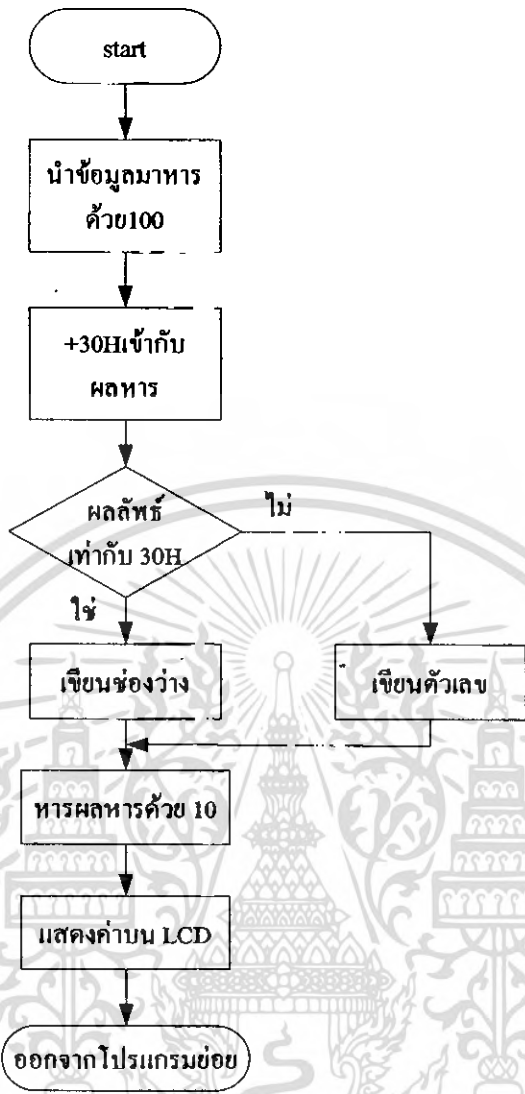 start
นำข้อมูลมาหาร
ด้วย100
+30Hเข้ากับ
ผลหาร
ผลลัพธ์
เท่ากับ 30H
ไม่
ใช่
เขียนช่องว่าง
เขียนตัวเลข
หารผลหารด้วย 10
แสดงค่าบน LCD
ออกจากโปรแกรมย่อย